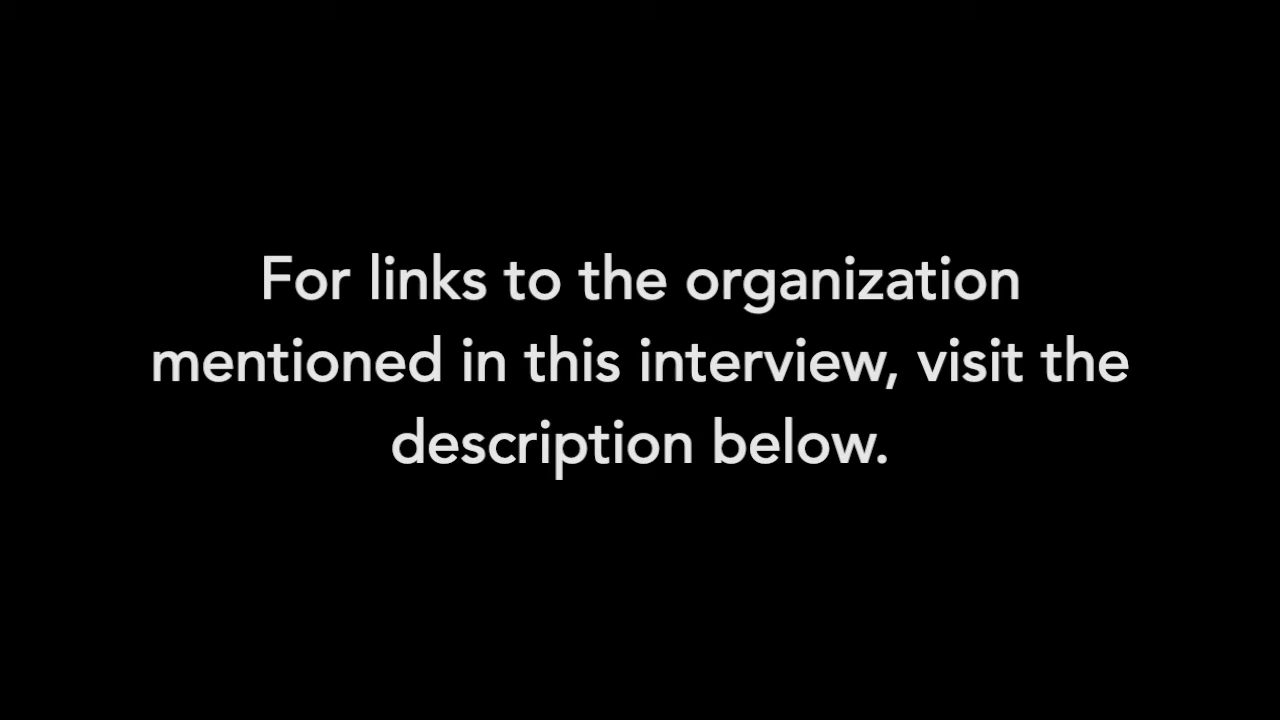 For links to the organization
mentioned in this interview, visit the
description below.